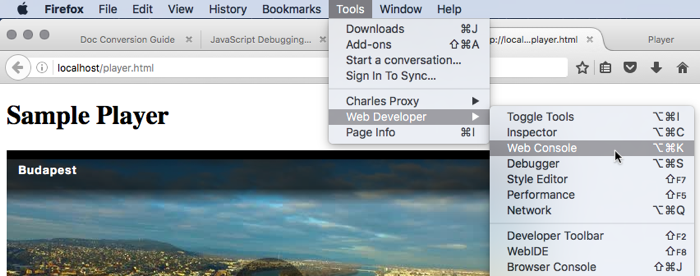 Firefox File Edit View History Bookmarks Tools Window Help
Doc Conversion Guide × JavaScript Debugging... × p://local...player.html × Player
localhost/player.html
Downloads ⌘J
Add-ons ⇧⌘A
Start a conversation...
Sign In To Sync...
Charles Proxy ▶
Web Developer ▶
Page Info ⌘I
Toggle Tools ⌥⌘I
Inspector ⌥⌘C
Web Console ⌥⌘K
Debugger ⌥⌘S
Style Editor ⇧F7
Performance ⇧F5
Network ⌥⌘Q
Developer Toolbar ⇧F2
WebIDE ⇧F8
Browser Console ⇧⌘J
Sample Player
Budapest